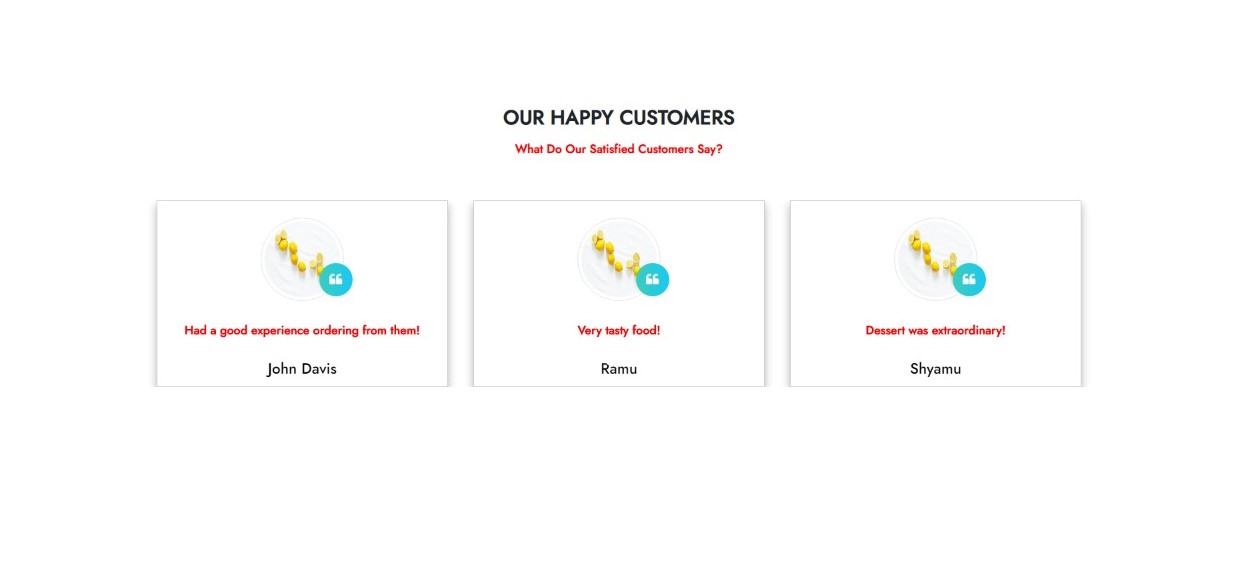 OUR HAPPY CUSTOMERS
What Do Our Satisfied Customers Say?
Had a good experience ordering from them!
John Davis
Very tasty food!
Ramu
Dessert was extraordinary!
Shyamu